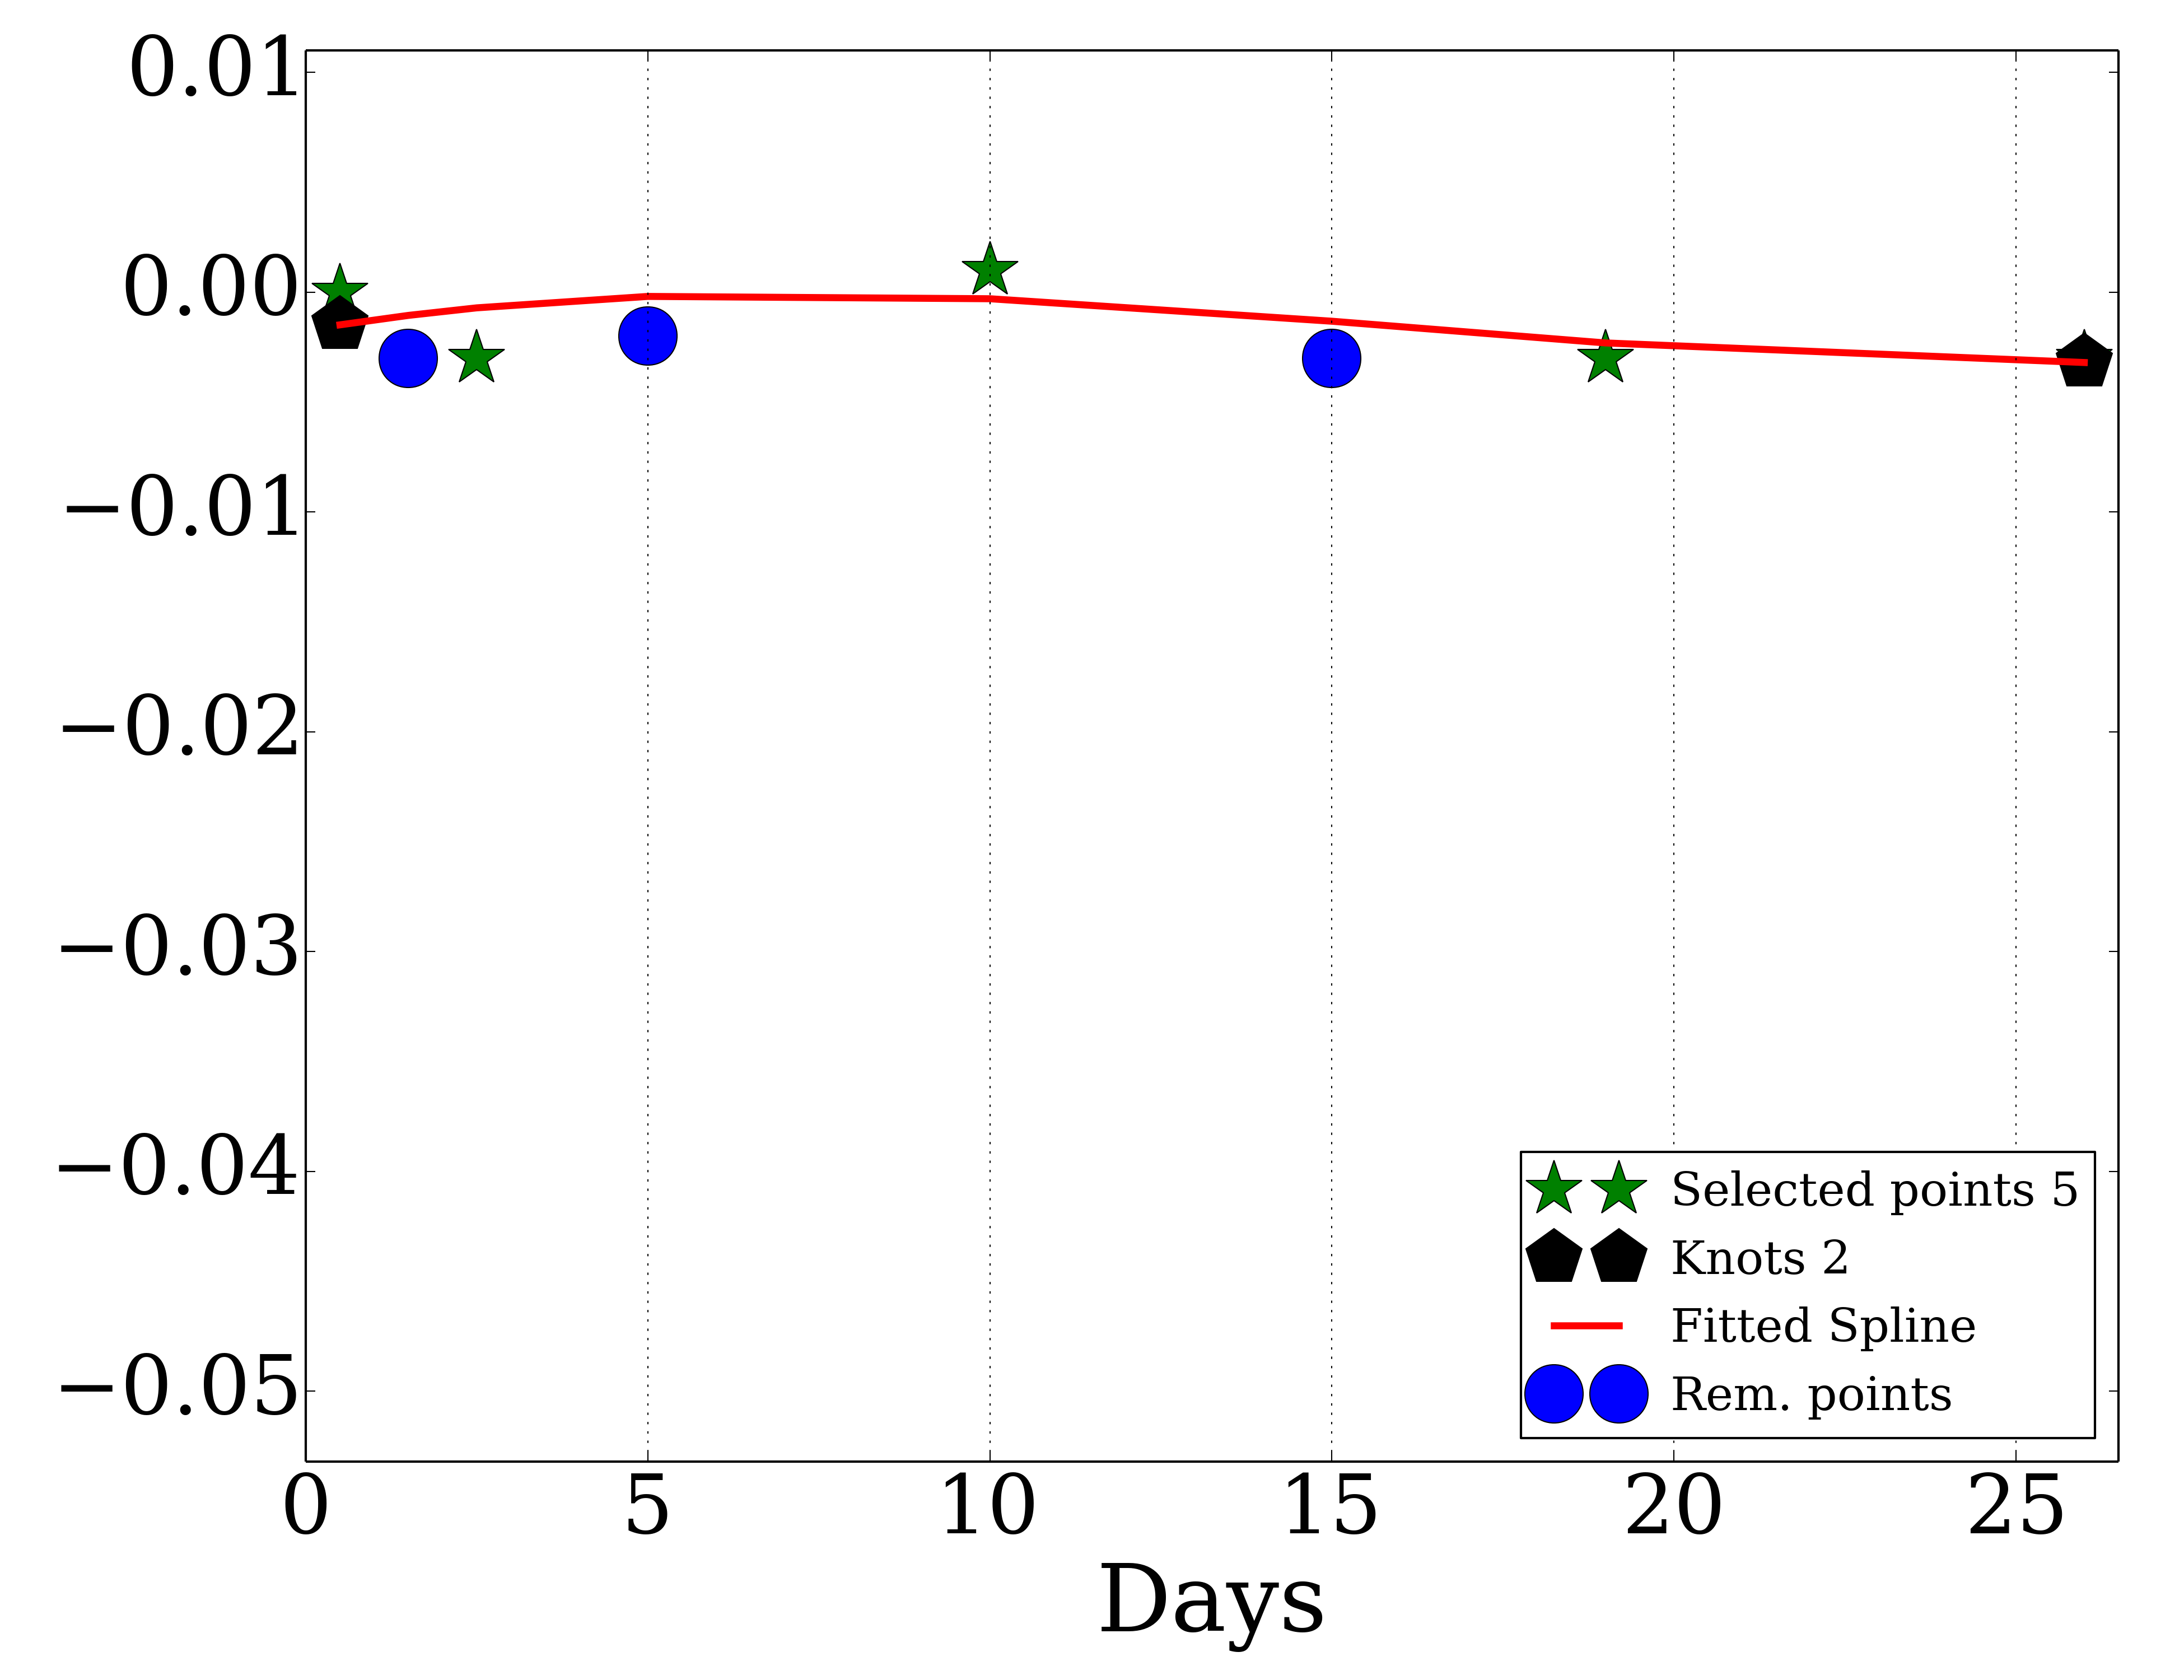 0.01
0.00
−0.01
−0.02
−0.03
−0.04
−0.05
Selected points 5
Knots 2
Fitted Spline
Rem. points
0 5 10 15 20 25
Days